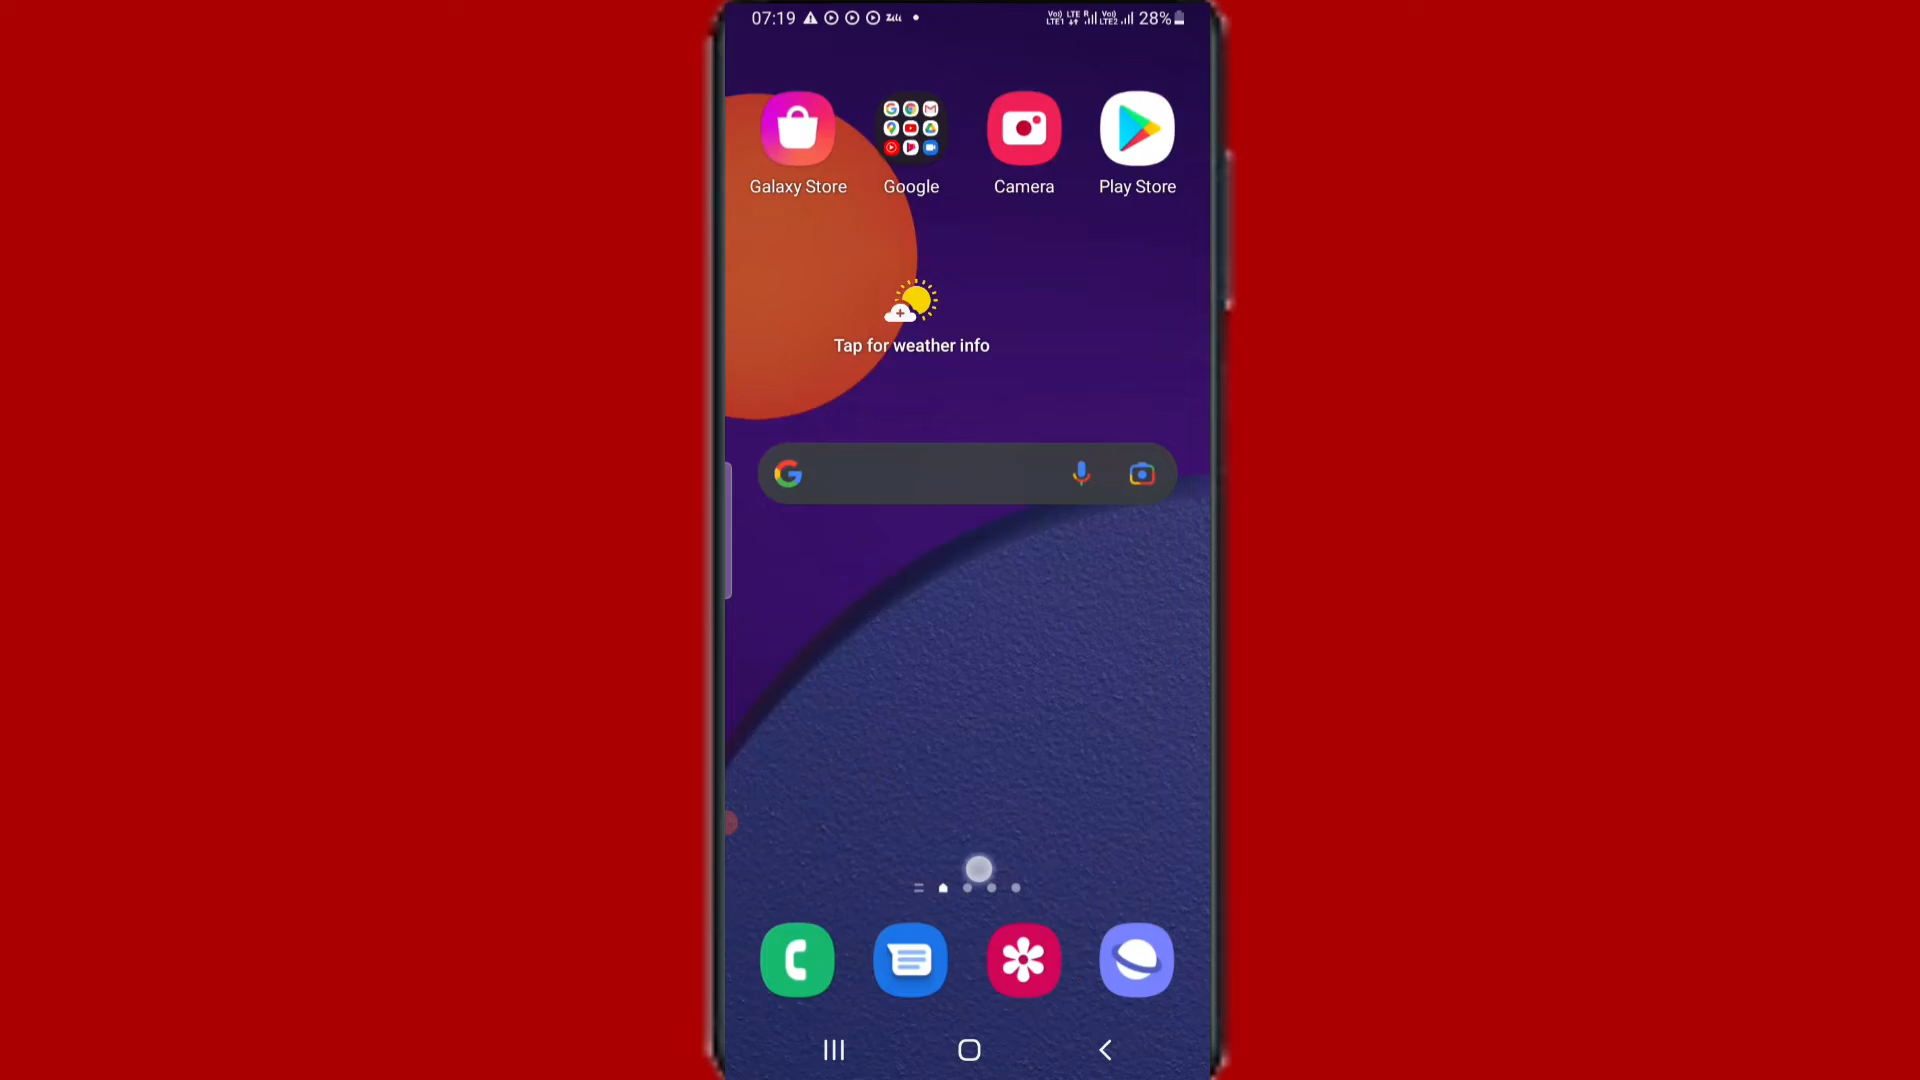 07:19
28%
Galaxy Store
Google
Camera
Play Store
Tap for weather info